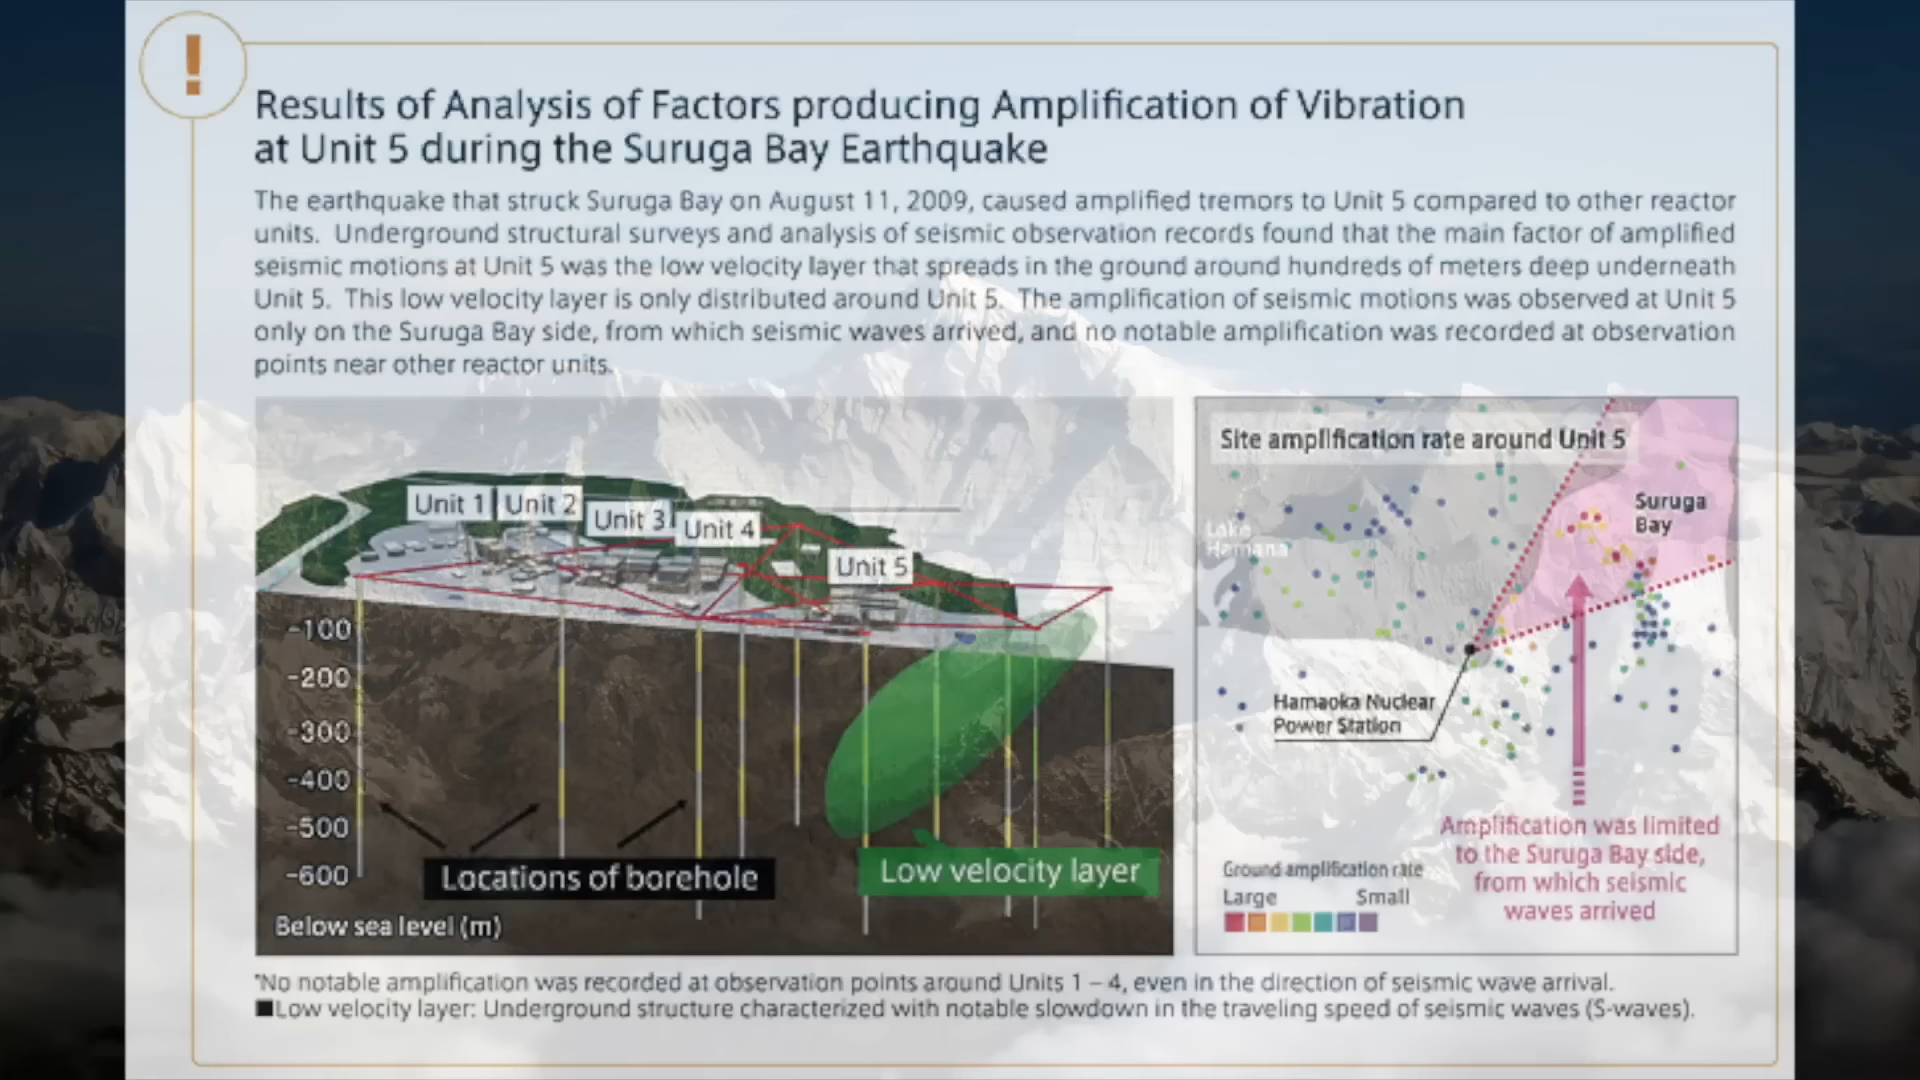 !
Results of Analysis of Factors producing Amplification of Vibration
at Unit 5 during the Suruga Bay Earthquake
The earthquake that struck Suruga Bay on August 11, 2009, caused amplified tremors to Unit 5 compared to other reactor
units. Underground structural surveys and analysis of seismic observation records found that the main factor of amplified
seismic motions at Unit 5 was the low velocity layer that spreads in the ground around hundreds of meters deep underneath
Unit 5. This low velocity layer is only distributed around Unit 5. The amplification of seismic motions was observed at Unit 5
only on the Suruga Bay side, from which seismic waves arrived, and no notable amplification was recorded at observation
points near other reactor units.
Unit 1
Unit 2
Unit 3
Unit 4
Unit 5
-100
-200
-300
-400
-500
-600
Locations of borehole
Low velocity layer
Below sea level (m)
Site amplification rate around Unit 5
Suruga
Bay
Lake
Hamana
Hamaoka Nuclear
Power Station
Amplification was limited
to the Suruga Bay side,
from which seismic
waves arrived
Ground amplification rate
Large Small
*No notable amplification was recorded at observation points around Units 1 – 4, even in the direction of seismic wave arrival.
■Low velocity layer: Underground structure characterized with notable slowdown in the traveling speed of seismic waves (S-waves).